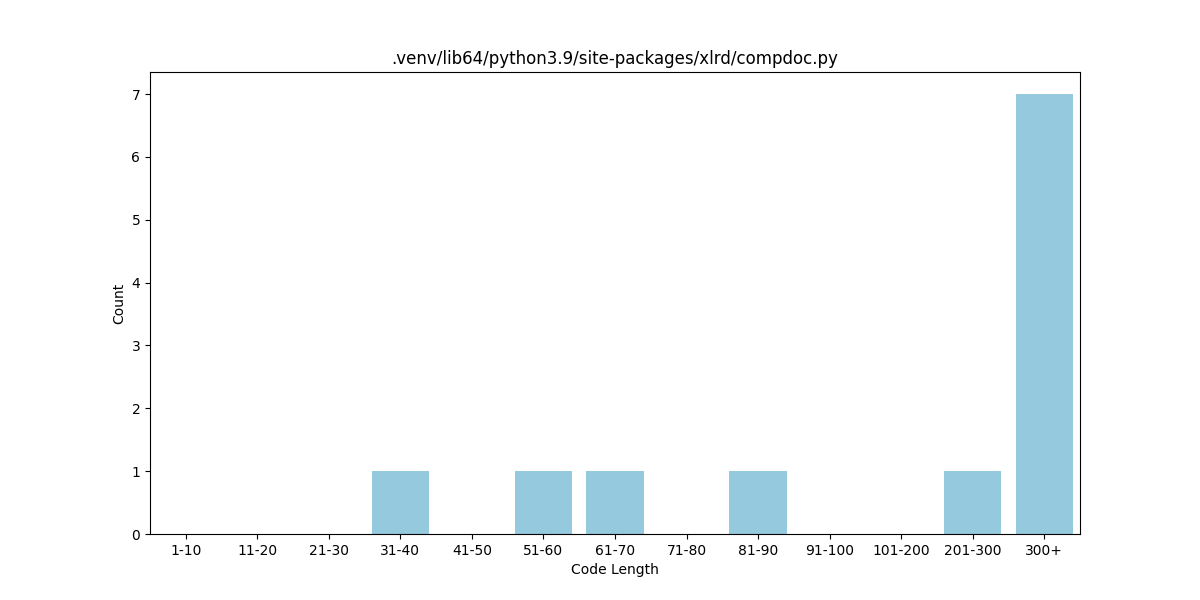 .venv/lib64/python3.9/site-packages/xlrd/compdoc.py
7
6
5
4
3
2
1
0
Count
1-10 11-20 21-30 31-40 41-50 51-60 61-70 71-80 81-90 91-100 101-200 201-300 300+
Code Length